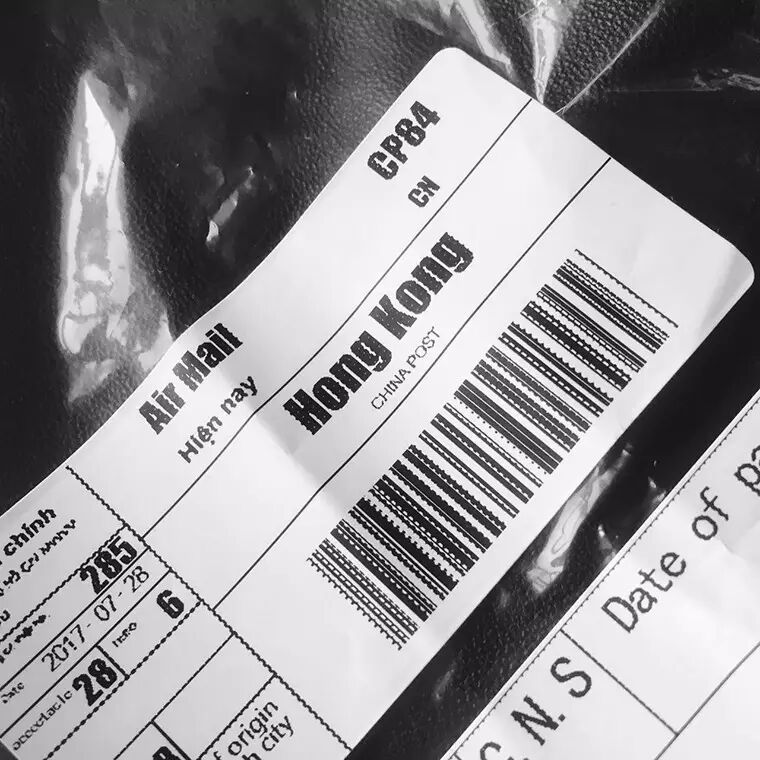 CP84
CN
Air Mail
Hiện nay
Hong Kong
CHINA POST
chính
285
2017-07-28
6
28
origin
city
Date of
N.S